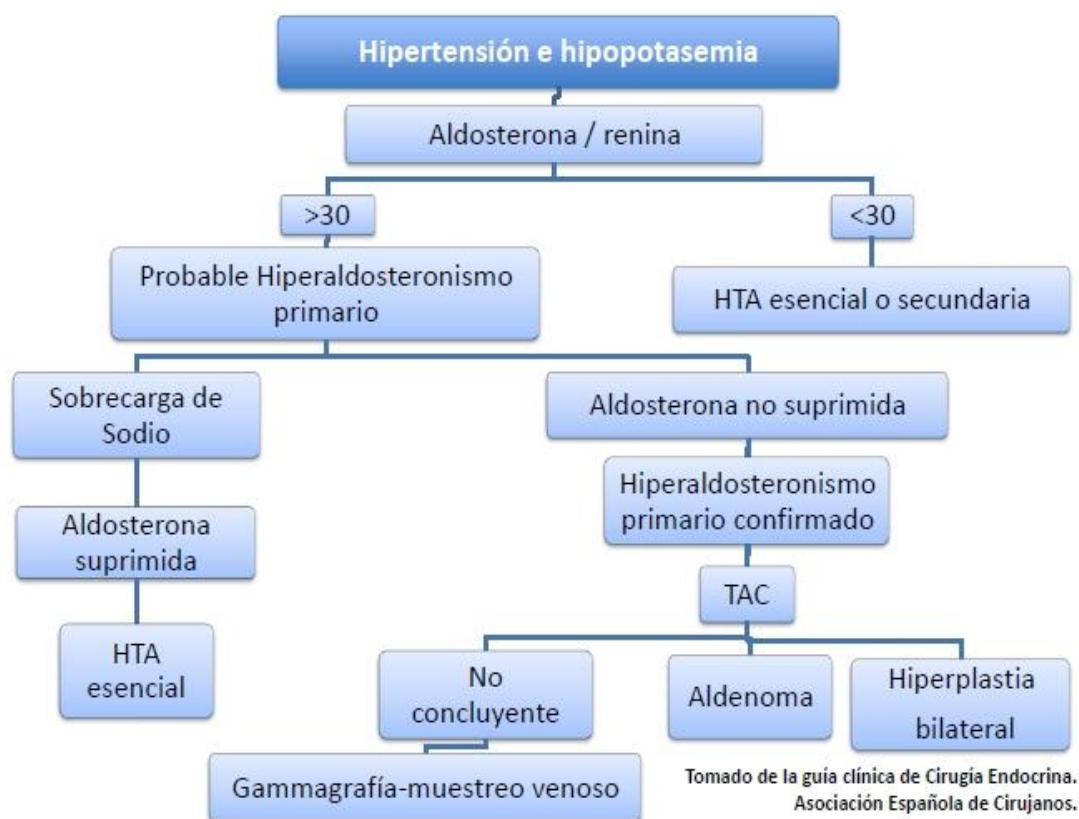 Hipertensión e hipopotasemia
Aldosterona / renina
>30
<30
Probable Hiperaldosteronismo
primario
HTA esencial o secundaria
Sobrecarga de
Sodio
Aldosterona no suprimida
Aldosterona
suprimida
Hiperaldosteronismo
primario confirmado
TAC
HTA
esencial
No
concluyente
Aldenoma
Hiperplastia
bilateral
Gammagrafía-muestreo venoso
Tomado de la guía clínica de Cirugía Endocrina.
Asociación Española de Cirujanos.